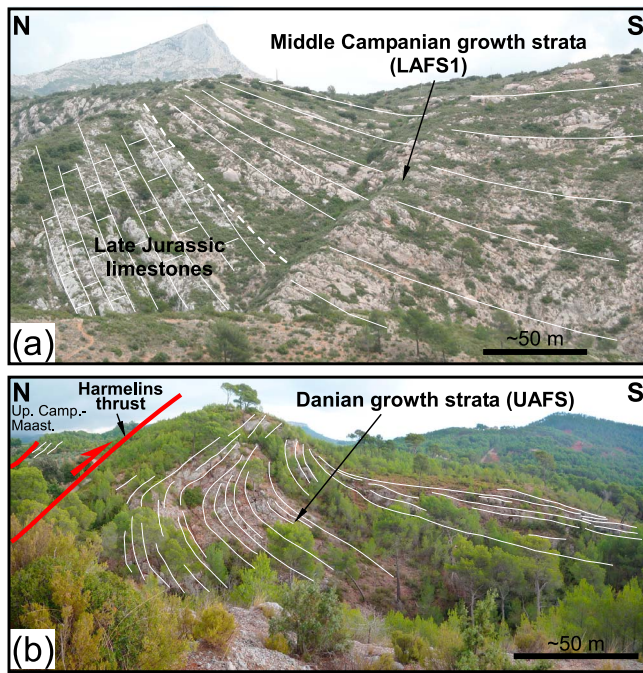 N
S
Middle Campanian growth strata
(LAFS1)
Late Jurassic
limestones
~50 m
(a)
N
Harmelins
thrust
S
Up. Camp.-
Maast.
Danian growth strata (UAFS)
~50 m
(b)